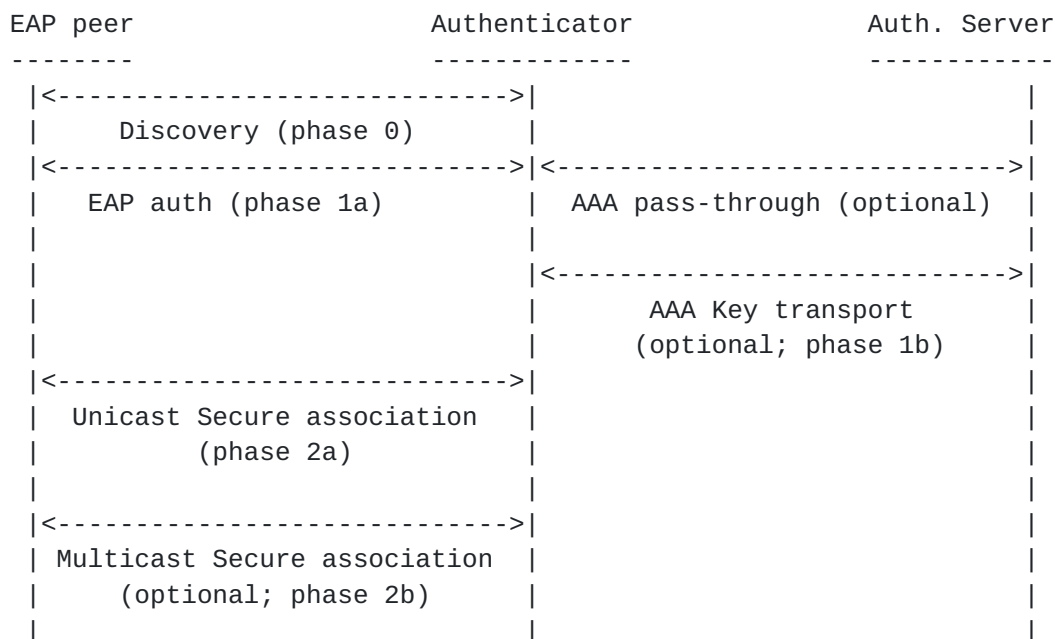 EAP peer                   Authenticator               Auth. Server
--------                   -------------               ------------
 |<----------------------------->|                               |
 |     Discovery (phase 0)       |                               |
 |<----------------------------->|<----------------------------->|
 |   EAP auth (phase 1a)         |  AAA pass-through (optional)  |
 |                               |                               |
 |                               |<----------------------------->|
 |                               |       AAA Key transport       |
 |                               |      (optional; phase 1b)     |
 |<----------------------------->|                               |
 |  Unicast Secure association   |                               |
 |          (phase 2a)           |                               |
 |                               |                               |
 |<----------------------------->|                               |
 | Multicast Secure association  |                               |
 |     (optional; phase 2b)      |                               |
 |                               |                               |